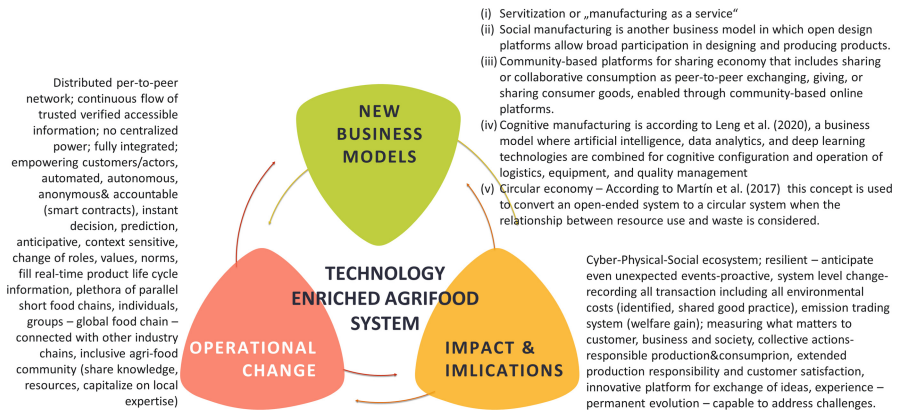 (i) Servitization or „manufacturing as a service“
(ii) Social manufacturing is another business model in which open design
platforms allow broad participation in designing and producing products.
(iii) Community-based platforms for sharing economy that includes sharing
or collaborative consumption as peer-to-peer exchanging, giving, or
sharing consumer goods, enabled through community-based online
platforms.
(iv) Cognitive manufacturing is according to Leng et al. (2020), a business
model where artificial intelligence, data analytics, and deep learning
technologies are combined for cognitive configuration and operation of
logistics, equipment, and quality management
(v) Circular economy – According to Martín et al. (2017) this concept is used
to convert an open-ended system to a circular system when the
relationship between resource use and waste is considered.
Distributed per-to-peer
network; continuous flow of
trusted verified accessible
information; no centralized
power; fully integrated;
empowering customers/actors,
automated, autonomous,
anonymous& accountable
(smart contracts), instant
decision, prediction,
anticipative, context sensitive,
change of roles, values, norms,
fill real-time product life cycle
information, plethora of parallel
short food chains, individuals,
groups – global food chain –
connected with other industry
chains, inclusive agri-food
community (share knowledge,
resources, capitalize on local
expertise)
NEW
BUSINESS
MODELS
TECHNOLOGY
ENRICHED AGRIFOOD
SYSTEM
OPERATIONAL
CHANGE
IMPACT &
IMLICATIONS
Cyber-Physical-Social ecosystem; resilient – anticipate
even unexpected events-proactive, system level change-
recording all transaction including all environmental
costs (identified, shared good practice), emission trading
system (welfare gain); measuring what matters to
customer, business and society, collective actions-
responsible production&consumprion, extended
production responsibility and customer satisfaction,
innovative platform for exchange of ideas, experience –
permanent evolution – capable to address challenges.